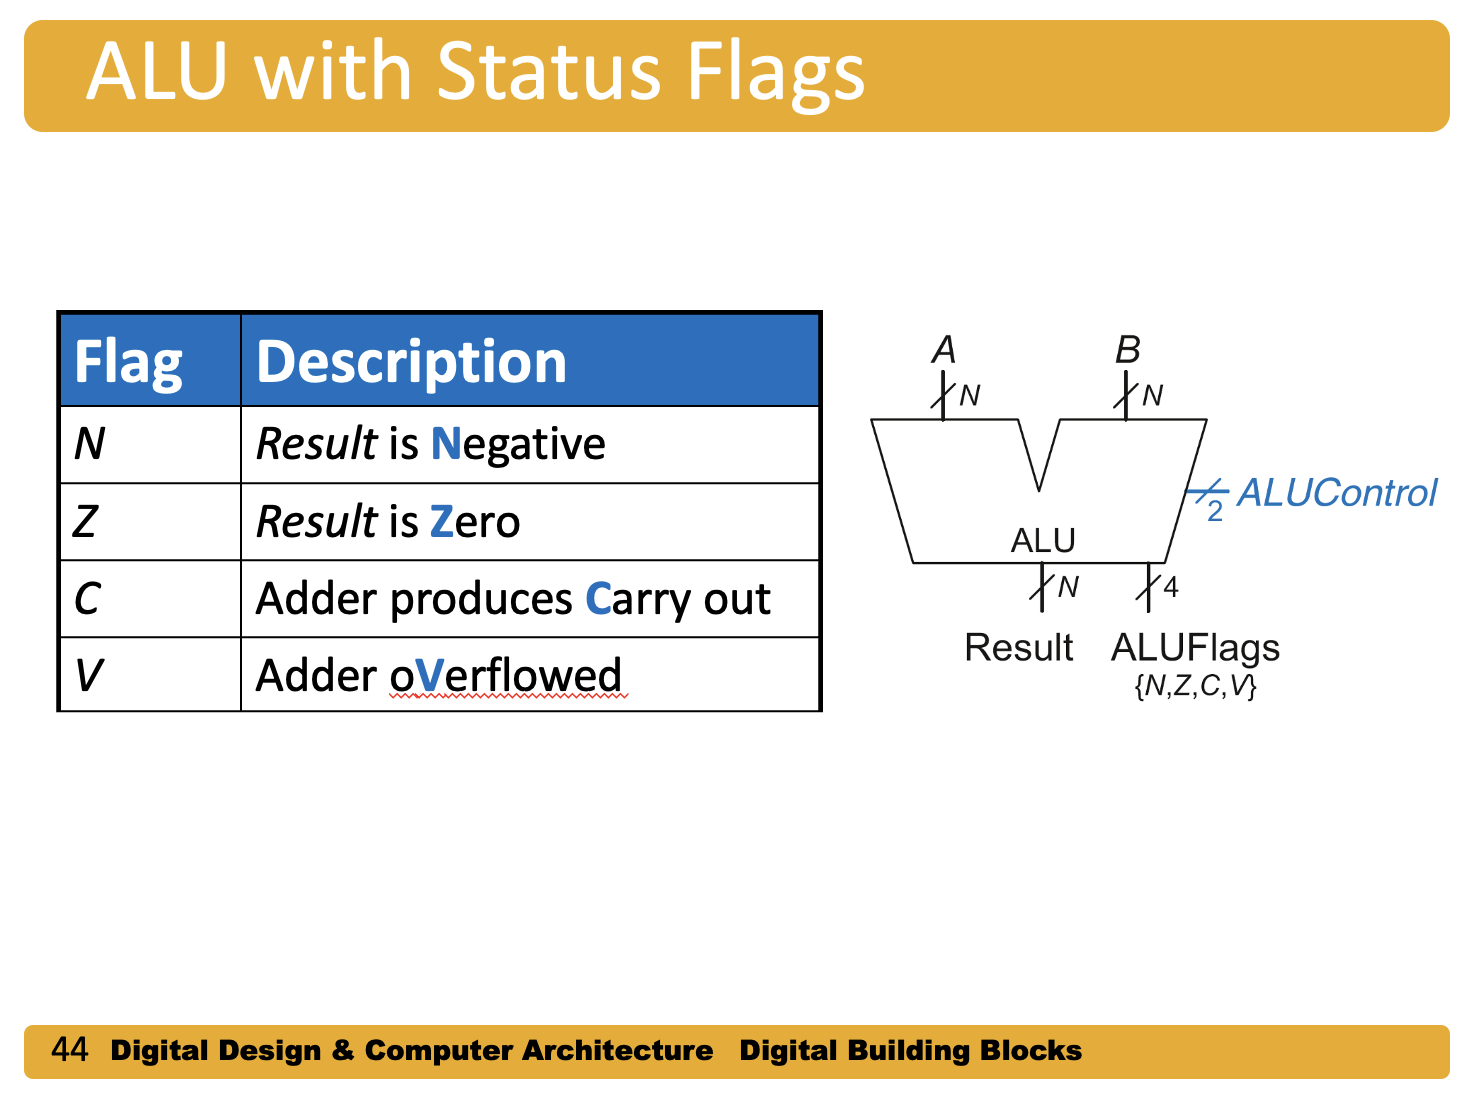 ALU with Status Flags
Flag Description
N Result is Negative
Z Result is Zero
C Adder produces Carry out
V Adder oVerflowed
A B
N N
ALUControl
2
ALU
N 4
Result ALUFlags
{N,Z,C,V}
44 Digital Design & Computer Architecture Digital Building Blocks